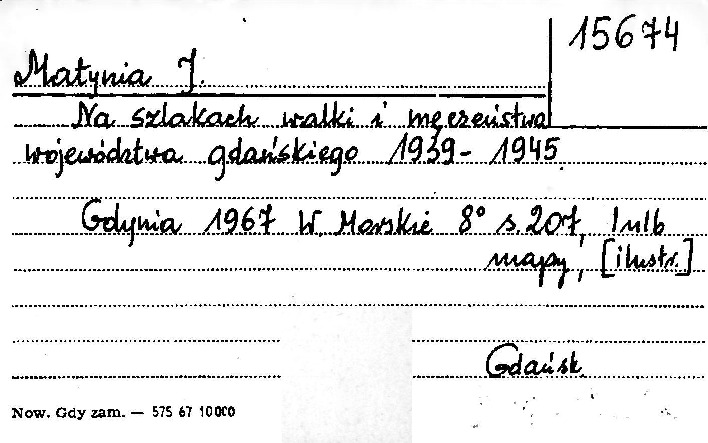 15674
Matynia J.
Na szlakach walki i męczeństwa
województwa gdańskiego 1939-1945.
Gdynia 1967 W. Morskie 8° s. 207, 1 nlb
mapy, [ilustr.]
Gdańsk.
Now. Gdy zam. — 575 67 10000